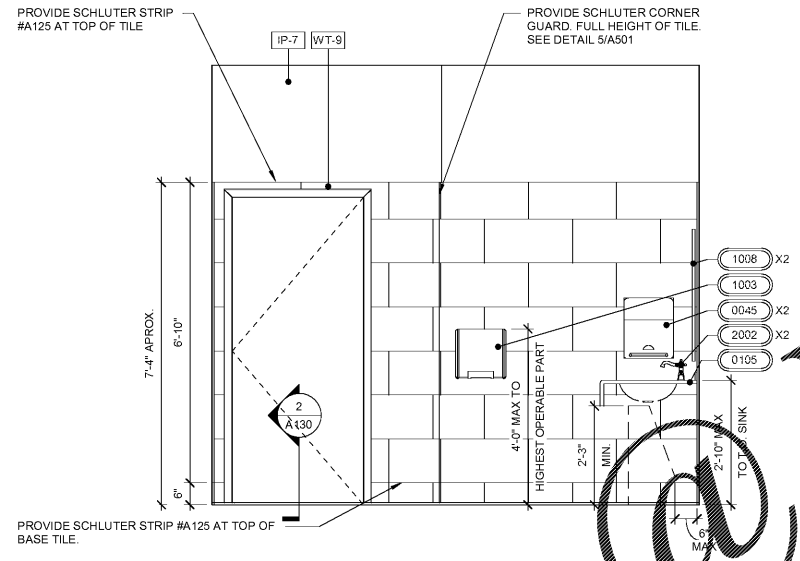 PROVIDE SCHLUTER STRIP
#A125 AT TOP OF TILE
PROVIDE SCHLUTER CORNER
GUARD. FULL HEIGHT OF TILE.
SEE DETAIL 5/A501
IP-7
WT-9
1008 X2
1003
0045 X2
2002 X2
0105
7'-4" APROX.
6'-10"
6"
2
A130
4'-0" MAX TO
HIGHEST OPERABLE PART
2'-3"
MIN.
2'-10" MAX
TO T.O. SINK
6"
MAX
PROVIDE SCHLUTER STRIP #A125 AT TOP OF
BASE TILE.